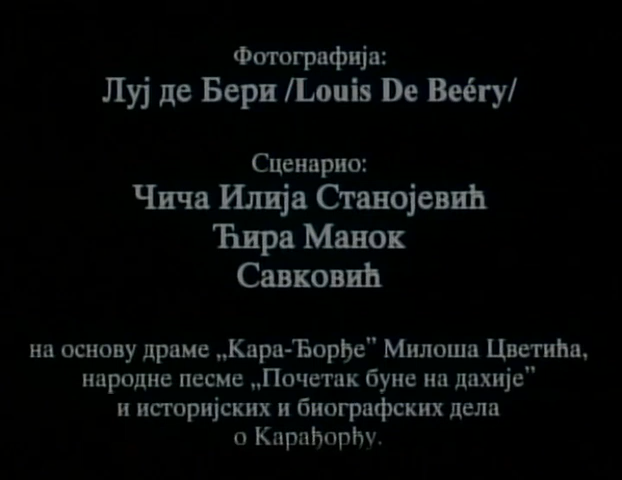 Фотографија:
Луј де Бери /Louis De Beéry/
Сценарио:
Чича Илија Станојевић
Ћира Манок
Савковић
на основу драме „Кара-Ђорђе” Милоша Цветића,
народне песме „Почетак буне на дахије”
и историјских и биографских дела
о Карађорђу.